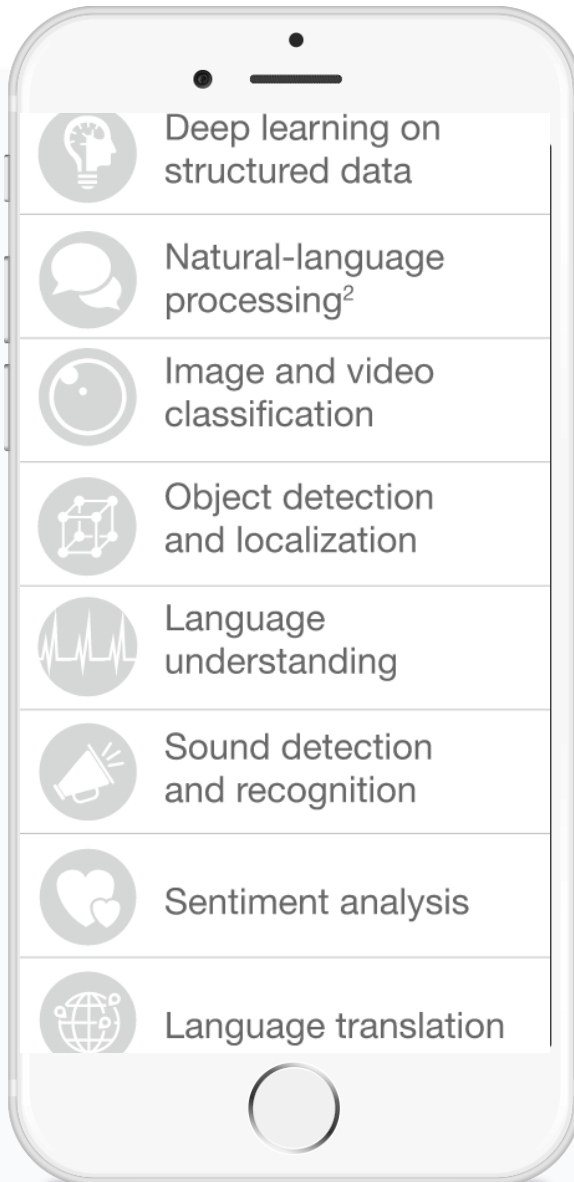 Deep learning on
structured data
Natural-language
processing²
Image and video
classification
Object detection
and localization
Language
understanding
Sound detection
and recognition
Sentiment analysis
Language translation